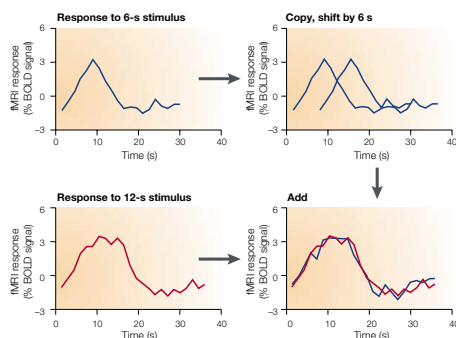 Response to 6-s stimulus
fMRI response
(% BOLD signal)
6
3
0
–3
0 10 20 30 40
Time (s)
Copy, shift by 6 s
fMRI response
(% BOLD signal)
6
3
0
–3
0 10 20 30 40
Time (s)
Response to 12-s stimulus
fMRI response
(% BOLD signal)
6
3
0
–3
0 10 20 30 40
Time (s)
Add
fMRI response
(% BOLD signal)
6
3
0
–3
0 10 20 30 40
Time (s)